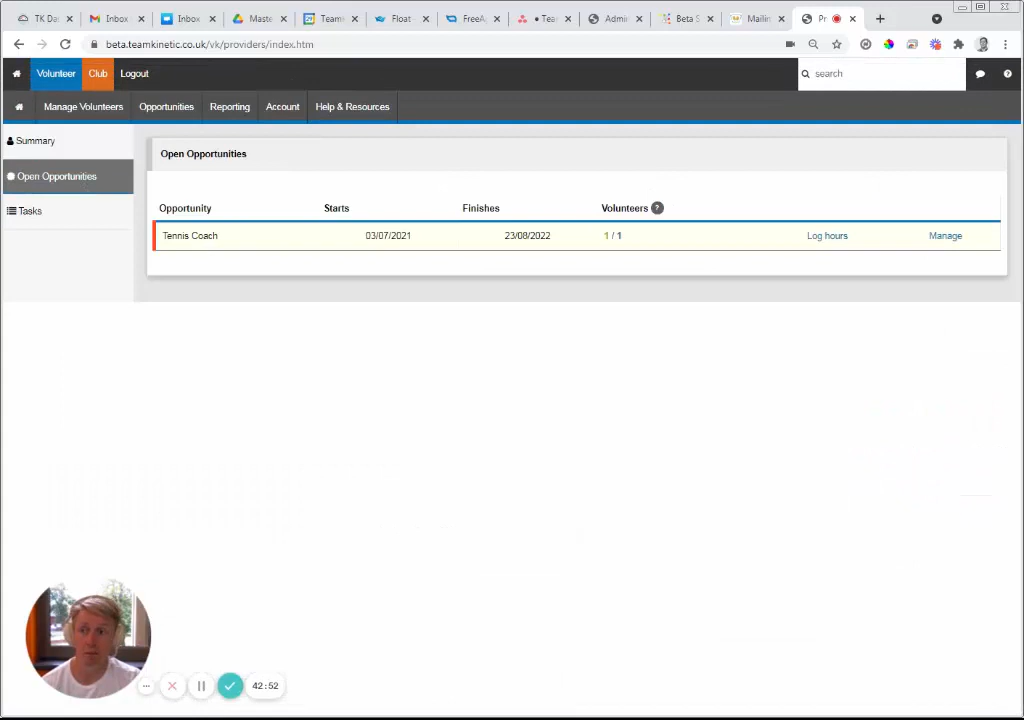 TK Da
Inbox
Inbox
Maste
Teamk
Float
FreeA
• Tea
Admi
Beta S
Mailin
Pr
beta.teamkinetic.co.uk/vk/providers/index.htm
Volunteer Club Logout
search
Manage Volunteers Opportunities Reporting Account Help & Resources
Summary
Open Opportunities
Tasks
Open Opportunities
Opportunity Starts Finishes Volunteers ?
Tennis Coach 03/07/2021 23/08/2022 1 / 1 Log hours Manage
42:52